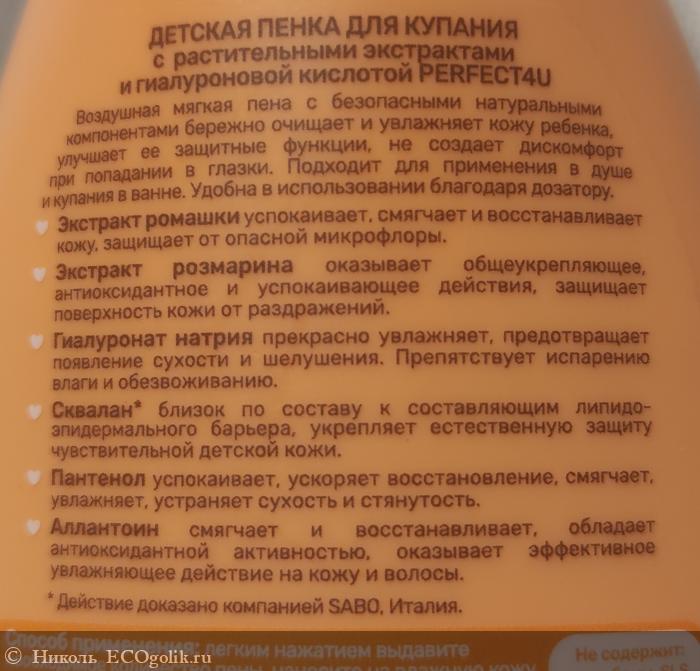 ДЕТСКАЯ ПЕНКА ДЛЯ КУПАНИЯ
с растительными экстрактами
и гиалуроновой кислотой PERFECT4U
Воздушная мягкая пена с безопасными натуральными
компонентами бережно очищает и увлажняет кожу ребенка,
улучшает ее защитные функции, не создает дискомфорт
при попадании в глазки. Подходит для применения в душе
и купания в ванне. Удобна в использовании благодаря дозатору.
Экстракт ромашки успокаивает, смягчает и восстанавливает
кожу, защищает от опасной микрофлоры.
Экстракт розмарина оказывает общеукрепляющее,
антиоксидантное и успокаивающее действия, защищает
поверхность кожи от раздражений.
Гиалуронат натрия прекрасно увлажняет, предотвращает
появление сухости и шелушения. Препятствует испарению
влаги и обезвоживанию.
Сквалан* близок по составу к составляющим липидо-
эпидермального барьера, укрепляет естественную защиту
чувствительной детской кожи.
Пантенол успокаивает, ускоряет восстановление, смягчает,
увлажняет, устраняет сухость и стянутость.
Аллантоин смягчает и восстанавливает, обладает
антиоксидантной активностью, оказывает эффективное
увлажняющее действие на кожу и волосы.
* Действие доказано компанией SABO, Италия.
Способ применения: легким нажатием выдавите
Не содержит:
© Николь ECOgolik.ru